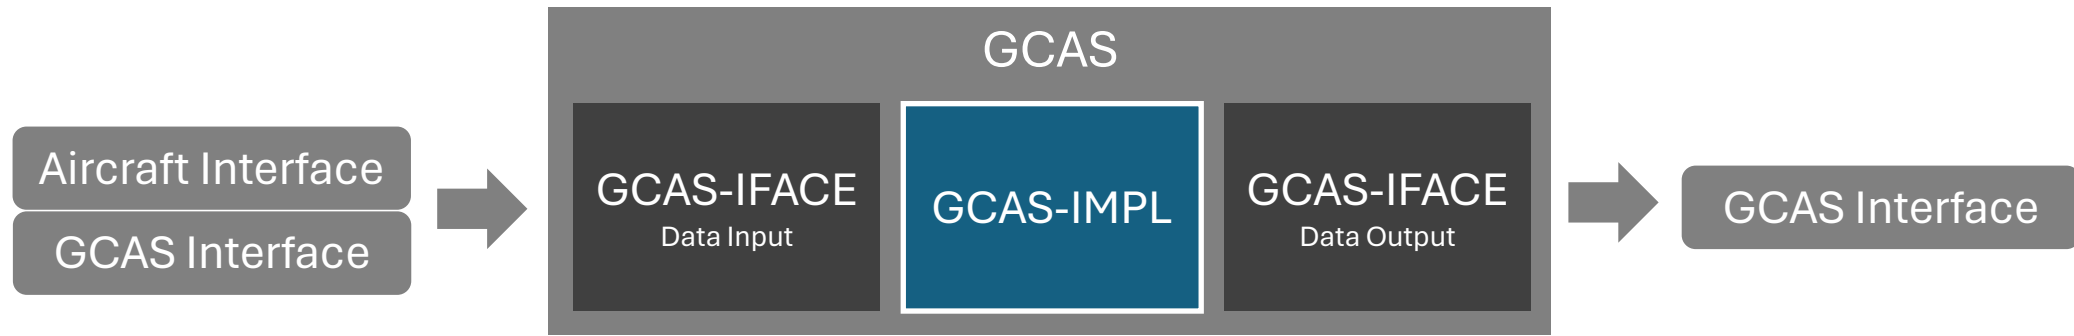 GCAS
Aircraft Interface
GCAS Interface
GCAS-IFACE
Data Input
GCAS-IMPL
GCAS-IFACE
Data Output
GCAS Interface